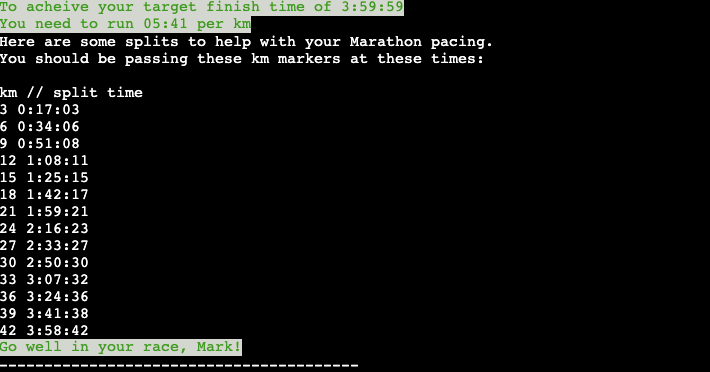 To acheive your target finish time of 3:59:59
You need to run 05:41 per km
Here are some splits to help with your Marathon pacing.
You should be passing these km markers at these times:
km // split time
3 0:17:03
6 0:34:06
9 0:51:08
12 1:08:11
15 1:25:15
18 1:42:17
21 1:59:21
24 2:16:23
27 2:33:27
30 2:50:30
33 3:07:32
36 3:24:36
39 3:41:38
42 3:58:42
Go well in your race, Mark!
----------------------------------------